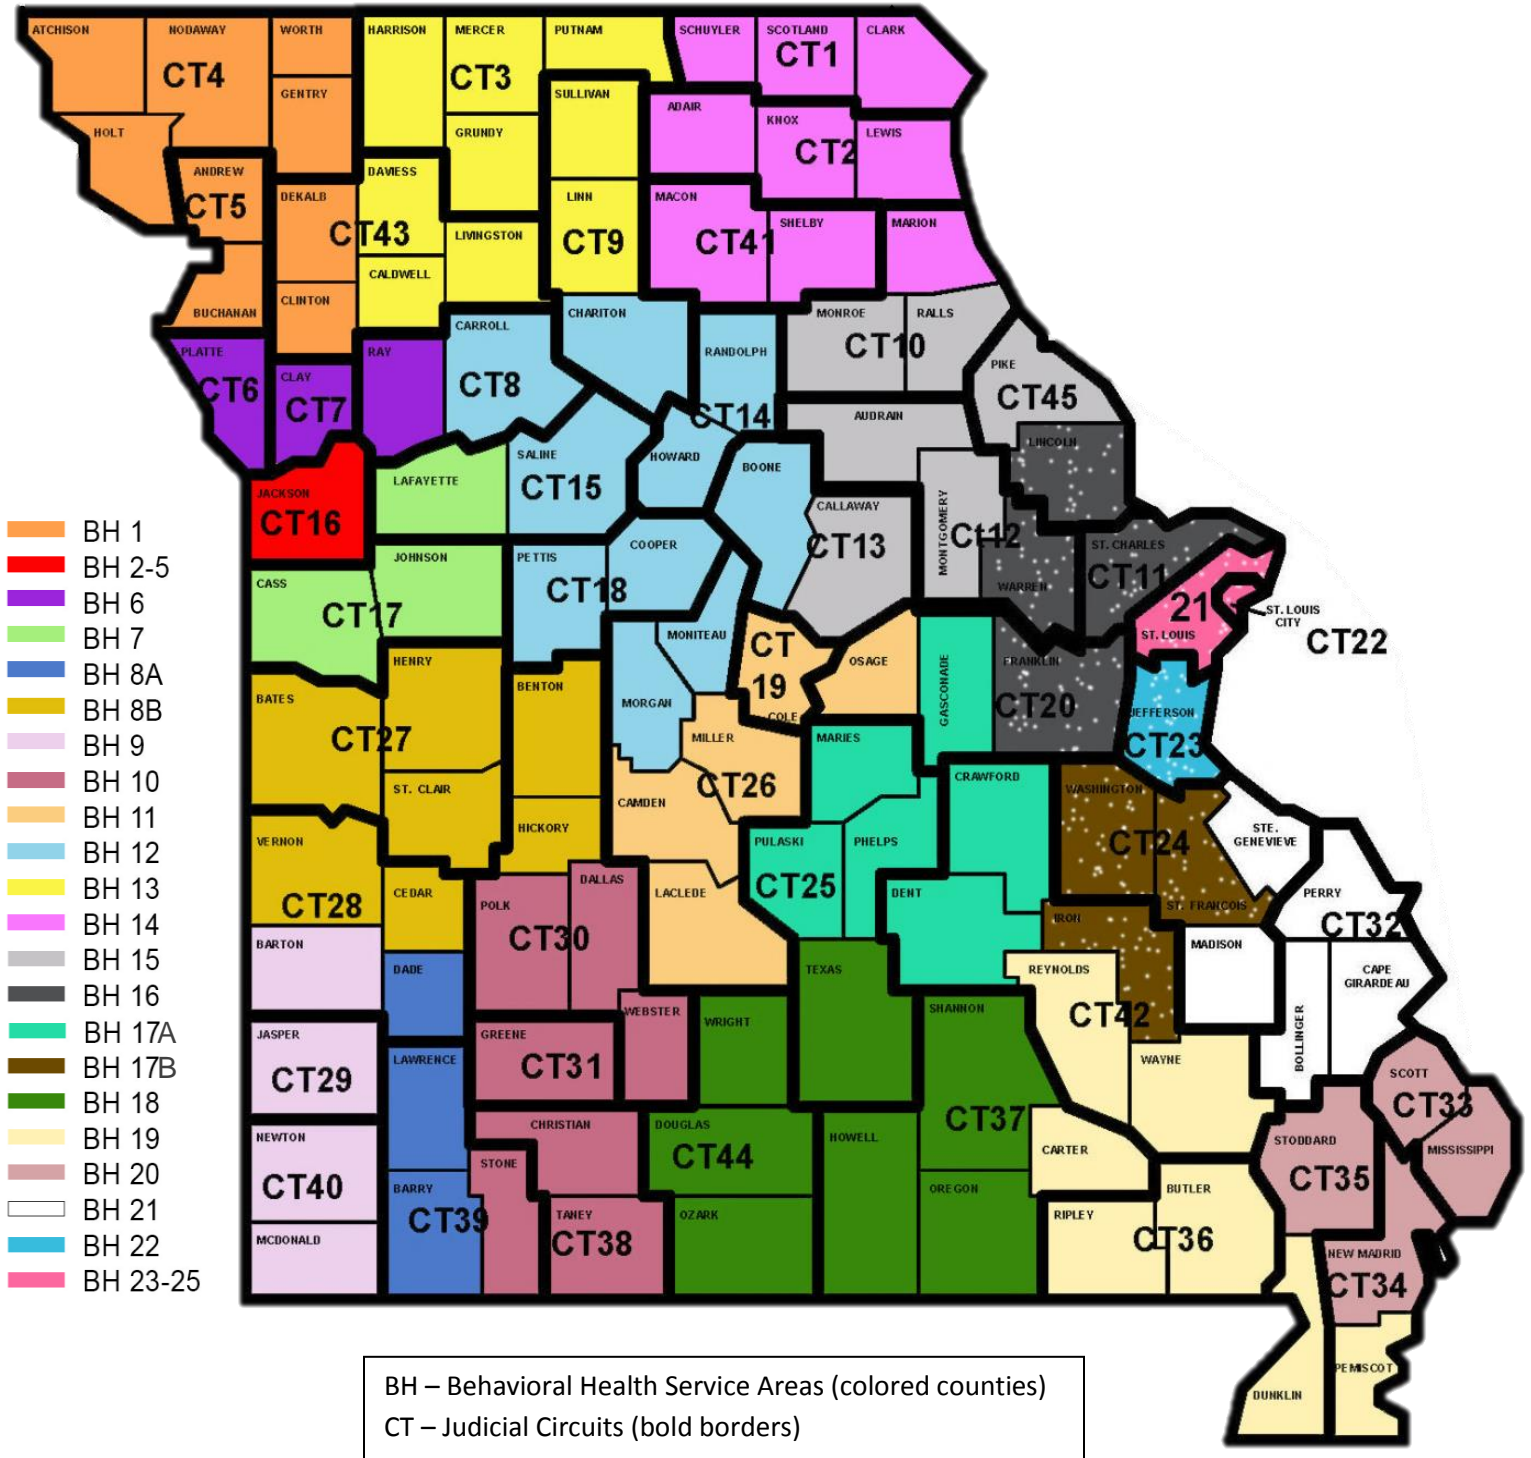 ATCHISON
NODAWAY
WORTH
HARRISON
MERCER
PUTNAM
SCHUYLER
SCOTLAND
CLARK
CT4
CT3
CT1
GENTRY
SULLIVAN
ADAIR
HOLT
GRUNDY
KNOX
LEWIS
CT2
ANDREW
CT5
DEKALB
DAVIESS
LINN
MACON
SHELBY
MARION
CT43
LIVINGSTON
CT9
CT41
CALDWELL
BUCHANAN
CLINTON
CARROLL
CHARITON
MONROE
RALLS
PLATTE
RAY
RANDOLPH
CT10
CT6
CLAY
CT7
CT8
PIKE
CT45
CT14
AUDRAIN
LINCOLN
SALINE
HOWARD
BOONE
LAFAYETTE
CT15
JACKSON
CT16
CALLAWAY
CT13
MONTGOMERY
Ct12
JOHNSON
PETTIS
COOPER
ST. CHARLES
CT11
CASS
CT17
CT18
WARREN
21
ST. LOUIS
ST. LOUIS
CITY
CT22
MONITEAU
CT
19
COLE
OSAGE
GASCONADE
FRANKLIN
CT20
HENRY
BATES
BENTON
MORGAN
JEFFERSON
CT23
CT27
MILLER
MARIES
CT26
ST. CLAIR
CAMDEN
CRAWFORD
WASHINGTON
HICKORY
VERNON
PULASKI
PHELPS
CT24
STE.
GENEVIEVE
CT25
CT28
CEDAR
POLK
DALLAS
LACLEDE
DENT
ST. FRANCOIS
PERRY
CT32
CT30
IRON
MADISON
BARTON
DADE
TEXAS
REYNOLDS
CAPE
GIRARDEAU
WEBSTER
WRIGHT
SHANNON
CT42
BOLLINGER
JASPER
GREENE
CT31
LAWRENCE
WAYNE
CT29
SCOTT
CT33
CHRISTIAN
DOUGLAS
HOWELL
CT37
CARTER
STODDARD
MISSISSIPPI
NEWTON
CT40
STONE
CT44
CT35
BARRY
CT39
TANEY
CT38
OZARK
OREGON
RIPLEY
BUTLER
CT36
MCDONALD
NEW MADRID
CT34
PEMISCOT
DUNKLIN
BH 1
BH 2-5
BH 6
BH 7
BH 8A
BH 8B
BH 9
BH 10
BH 11
BH 12
BH 13
BH 14
BH 15
BH 16
BH 17A
BH 17B
BH 18
BH 19
BH 20
BH 21
BH 22
BH 23-25
BH – Behavioral Health Service Areas (colored counties)
CT – Judicial Circuits (bold borders)